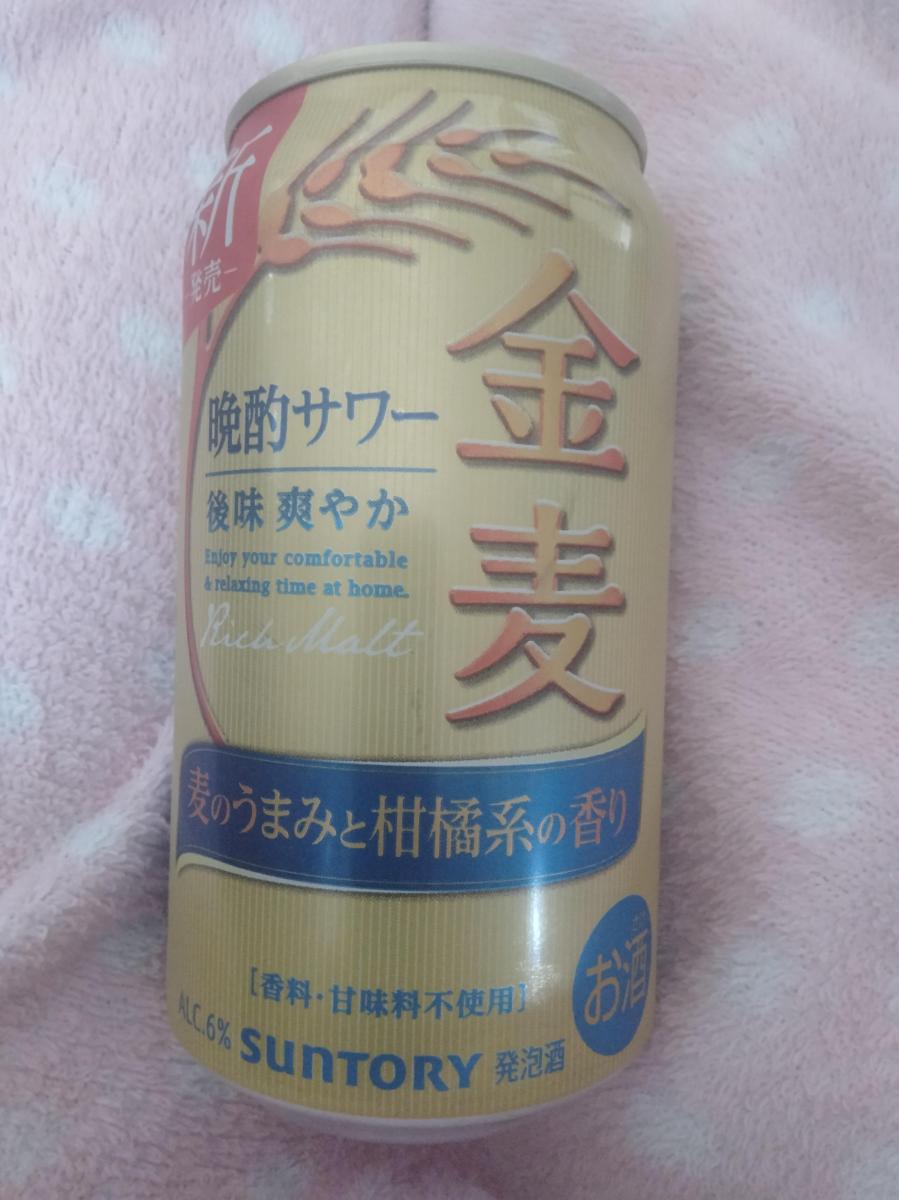 新
－発売－
金麦
晩酌サワー
後味 爽やか
Enjoy your comfortable
& relaxing time at home.
Rich Malt
麦のうまみと柑橘系の香り
お酒
[香料・甘味料不使用]
ALC.6%
SUNTORY 発泡酒